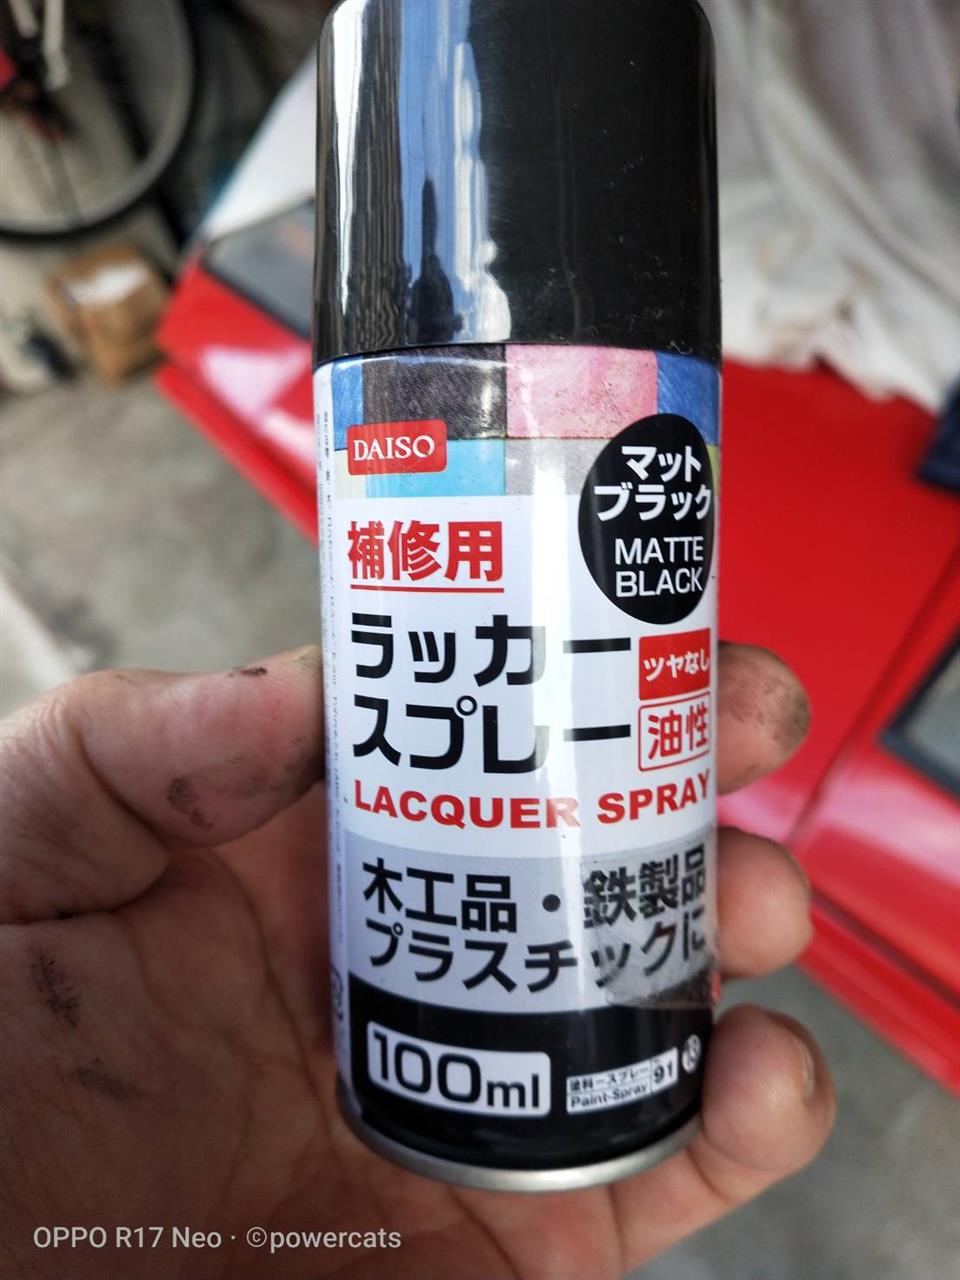 DAISO
マット
ブラック
MATTE
BLACK
補修用
ラッカー
スプレー
ツヤなし
油性
LACQUER SPRAY
木工品・鉄製品
プラスチックに
100ml
塗料-スプレー
Paint-Spray
91
13
OPPO R17 Neo · ©powercats